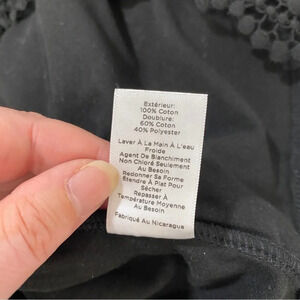 Extérieur:
100% Coton
Doublure:
60% Coton
40% Polyester
Laver À La Main À L'eau
Froide
Agent De Blanchiment
Non Chloré Seulement
Au Besoin
Redonner Sa Forme
Étendre À Plat Pour
Sécher
Repasser À
Température Moyenne
Au Besoin
Fabriqué Au Nicaragua